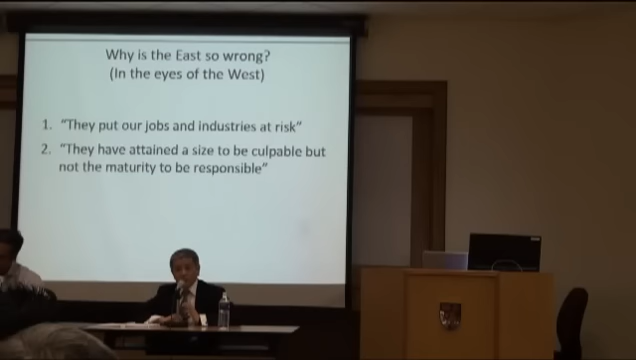 Why is the East so wrong?
(In the eyes of the West)
1. "They put our jobs and industries at risk"
2. "They have attained a size to be culpable but
not the maturity to be responsible"